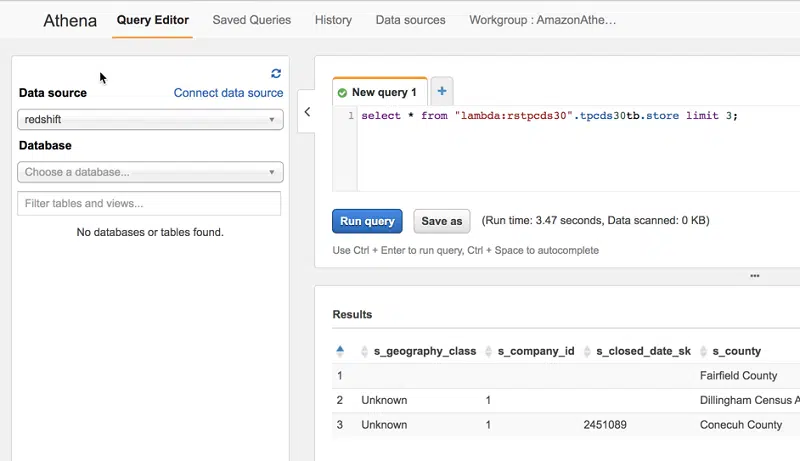 Athena Query Editor Saved Queries History Data sources Workgroup : AmazonAthe…
Data source Connect data source
redshift
Database
Choose a database...
Filter tables and views...
No databases or tables found.
New query 1 +
1 select * from "lambda:rstpcds30".tpcds30tb.store limit 3;
Run query Save as (Run time: 3.47 seconds, Data scanned: 0 KB)
Use Ctrl + Enter to run query, Ctrl + Space to autocomplete
Results
s_geography_class s_company_id s_closed_date_sk s_county
1 Fairfield County
2 Unknown 1 Dillingham Census A
3 Unknown 1 2451089 Conecuh County